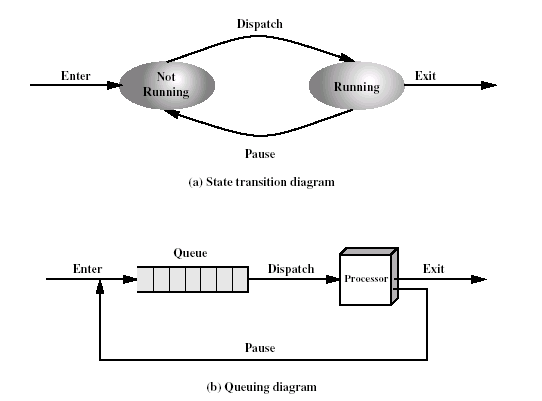 Dispatch
Enter
Not
Running
Running
Exit
Pause
(a) State transition diagram
Queue
Enter
Dispatch
Processor
Exit
Pause
(b) Queuing diagram